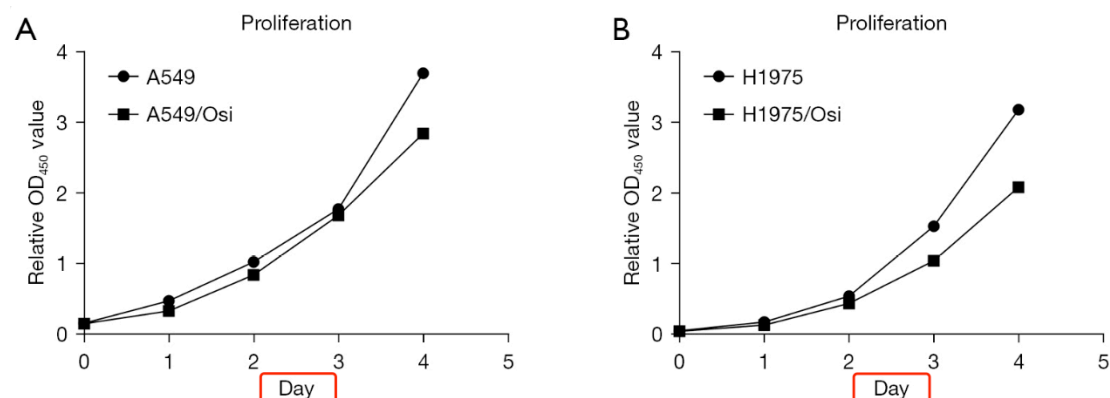 A
Proliferation
4
3
2
1
0
Relative OD450 value
A549
A549/Osi
0 1 2 3 4 5
Day
B
Proliferation
4
3
2
1
0
Relative OD450 value
H1975
H1975/Osi
0 1 2 3 4 5
Day